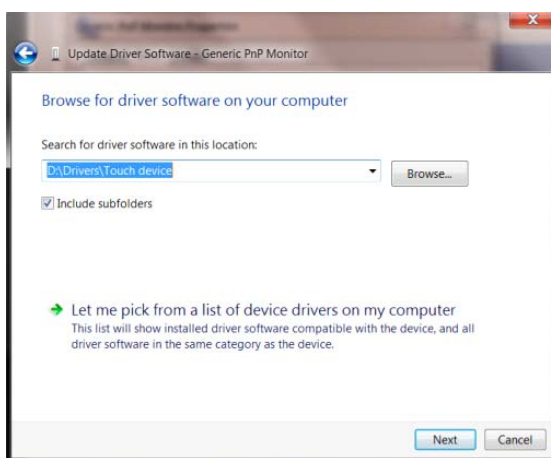 Update Driver Software - Generic PnP Monitor
Browse for driver software on your computer
Search for driver software in this location:
D:\Drivers\Touch device
Browse...
Include subfolders
Let me pick from a list of device drivers on my computer
This list will show installed driver software compatible with the device, and all
driver software in the same category as the device.
Next
Cancel